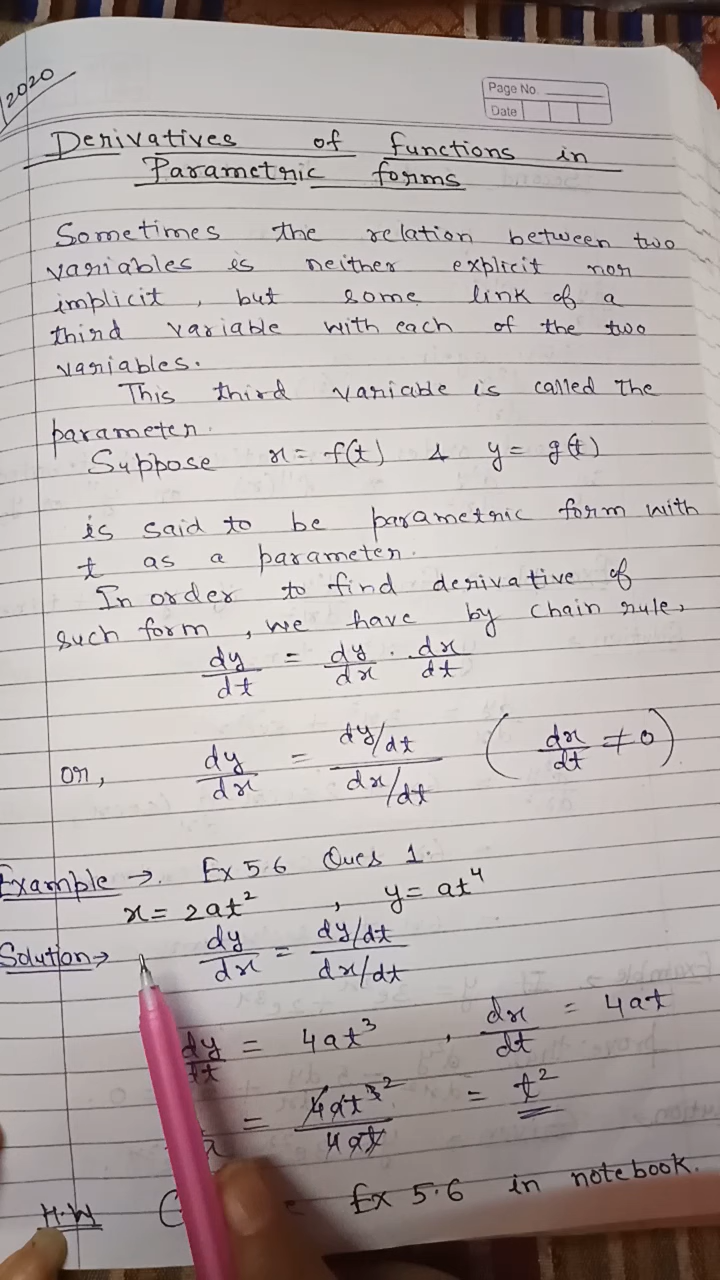 2020
Page No.
Date
Derivatives of functions in
Parametric forms
Sometimes the relation between two
variables is neither explicit nor
implicit, but some link of a
third variable with each of the two
variables.
This third variable is called the
parameter.
Suppose x = f(t) & y = g(t)
is said to be parametric form with
t as a parameter.
In order to find derivative of
such form, we have by chain rule,
dy/dt = dy/dx . dx/dt
or, dy/dx = (dy/dt)/(dx/dt) (dx/dt ≠ 0)
Example →. Ex 5.6 Ques 1.
x = 2at², y = at⁴
Solution → dy/dx = (dy/dt)/(dx/dt)
dy/dt = 4at³, dx/dt = 4at
= 4at³ ²/4at = t²
H.W Ex 5.6 in notebook.